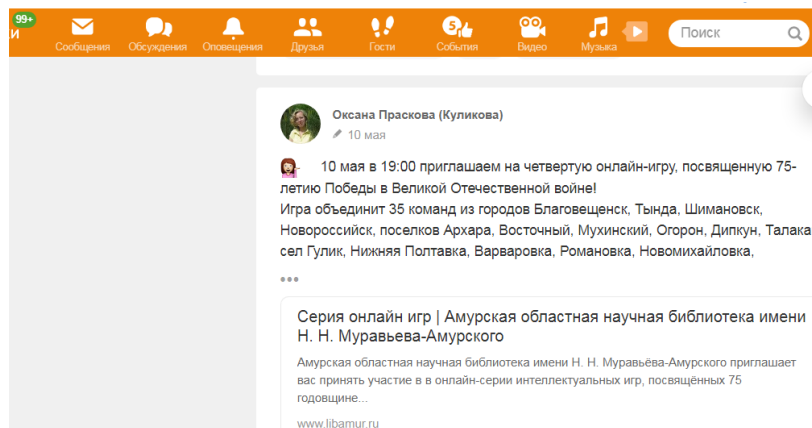 99+
И
Сообщения Обсуждения Оповещения Друзья Гости События Видео Музыка
5
Поиск
Оксана Праскова (Куликова)
10 мая
10 мая в 19:00 приглашаем на четвертую онлайн-игру, посвященную 75-
летию Победы в Великой Отечественной войне!
Игра объединит 35 команд из городов Благовещенск, Тында, Шимановск,
Новороссийск, поселков Архара, Восточный, Мухинский, Огорон, Дипкун, Талака
сел Гулик, Нижняя Полтавка, Варваровка, Романовка, Новомихайловка,
Серия онлайн игр | Амурская областная научная библиотека имени
Н. Н. Муравьева-Амурского
Амурская областная научная библиотека имени Н. Н. Муравьёва-Амурского приглашает
вас принять участие в в онлайн-серии интеллектуальных игр, посвящённых 75
годовщине...
www.libamur.ru